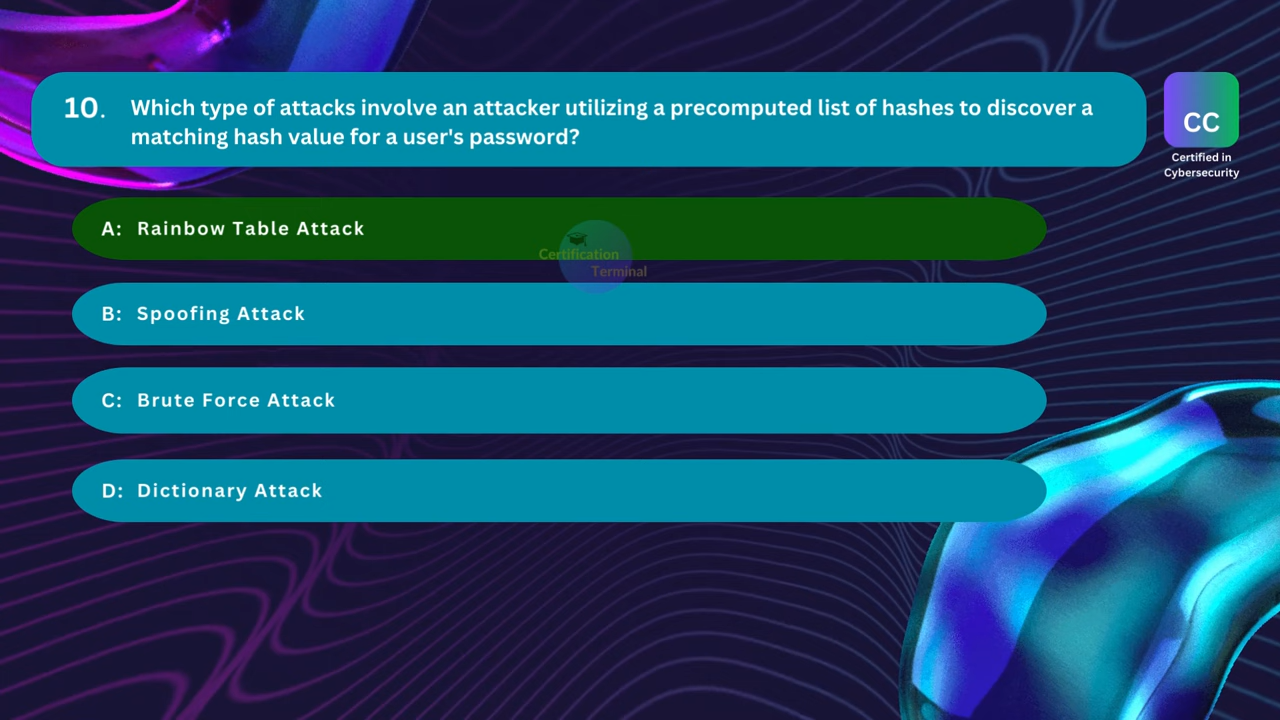 10. Which type of attacks involve an attacker utilizing a precomputed list of hashes to discover a
matching hash value for a user's password?
CC
Certified in
Cybersecurity
A: Rainbow Table Attack
Certification
Terminal
B: Spoofing Attack
C: Brute Force Attack
D: Dictionary Attack